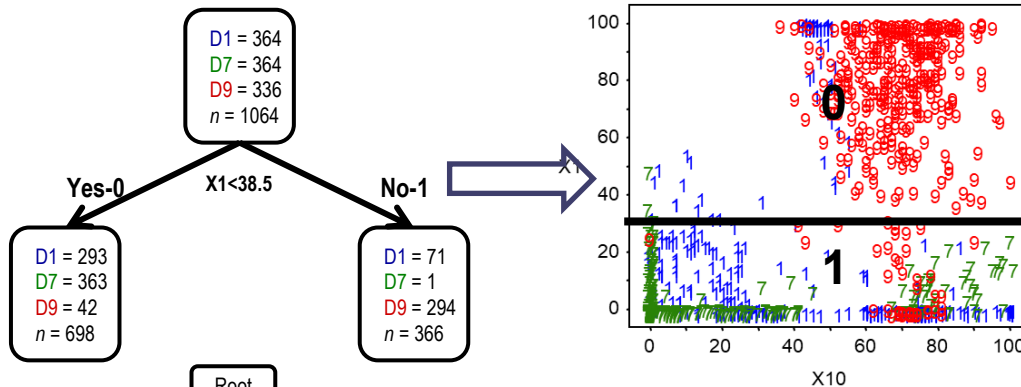 D1 = 364
D7 = 364
D9 = 336
n = 1064
Yes-0
X1<38.5
No-1
D1 = 293
D7 = 363
D9 = 42
n = 698
D1 = 71
D7 = 1
D9 = 294
n = 366
Root
X1
100
80
60
40
20
0
0
1
0 20 40 60 80 100
X10